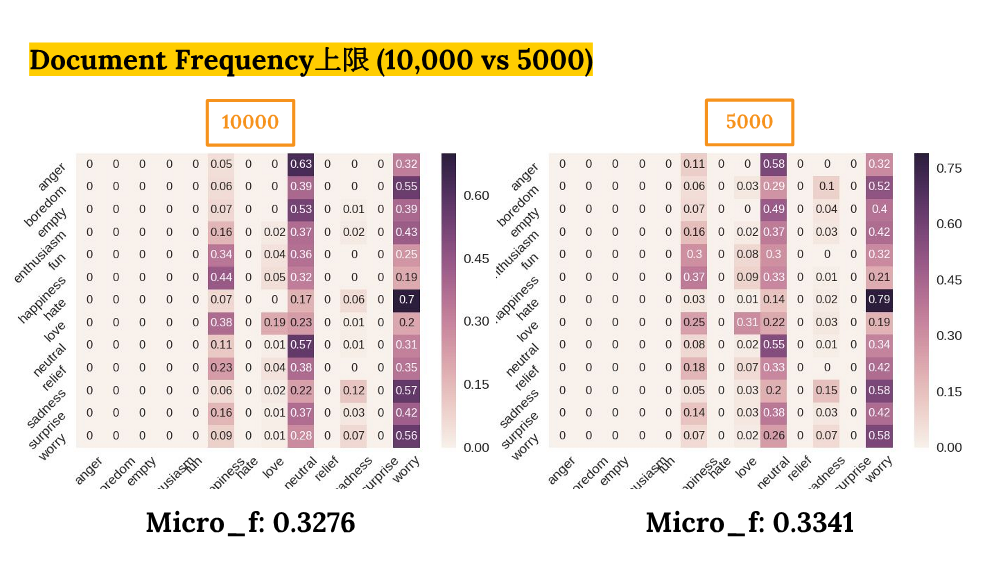 Document Frequency上限 (10,000 vs 5000)
10000
anger 0 0 0 0 0 0.05 0 0 0.63 0 0 0 0.32
boredom 0 0 0 0 0 0.06 0 0 0.39 0 0 0 0.55
empty 0 0 0 0 0 0.07 0 0 0.53 0 0.01 0 0.39
enthusiasm 0 0 0 0 0 0.16 0 0.02 0.37 0 0.02 0 0.43
fun 0 0 0 0 0 0.34 0 0.04 0.36 0 0 0 0.25
happiness 0 0 0 0 0 0.44 0 0.05 0.32 0 0 0 0.19
hate 0 0 0 0 0 0.07 0 0 0.17 0 0.06 0 0.7
love 0 0 0 0 0 0.38 0 0.19 0.23 0 0.01 0 0.2
neutral 0 0 0 0 0 0.11 0 0.01 0.57 0 0.01 0 0.31
relief 0 0 0 0 0 0.23 0 0.04 0.38 0 0 0 0.35
sadness 0 0 0 0 0 0.06 0 0.02 0.22 0 0.12 0 0.57
surprise 0 0 0 0 0 0.16 0 0.01 0.37 0 0.03 0 0.42
worry 0 0 0 0 0 0.09 0 0.01 0.28 0 0.07 0 0.56
anger oredom empty usiasm fun piness hate love neutral relief adness urprise worry
0.60
0.45
0.30
0.15
0.00
Micro_f: 0.3276
5000
anger 0 0 0 0 0 0.11 0 0 0.58 0 0 0 0.32
boredom 0 0 0 0 0 0.06 0 0.03 0.29 0 0.1 0 0.52
empty 0 0 0 0 0 0.07 0 0 0.49 0 0.04 0 0.4
thusiasm 0 0 0 0 0 0.16 0 0.02 0.37 0 0.03 0 0.42
fun 0 0 0 0 0 0.3 0 0.08 0.3 0 0 0 0.32
appiness 0 0 0 0 0 0.37 0 0.09 0.33 0 0.01 0 0.21
hate 0 0 0 0 0 0.03 0 0.01 0.14 0 0.02 0 0.79
love 0 0 0 0 0 0.25 0 0.31 0.22 0 0.03 0 0.19
neutral 0 0 0 0 0 0.08 0 0.02 0.55 0 0.01 0 0.34
relief 0 0 0 0 0 0.18 0 0.07 0.33 0 0 0 0.42
sadness 0 0 0 0 0 0.05 0 0.03 0.2 0 0.15 0 0.58
surprise 0 0 0 0 0 0.14 0 0.03 0.38 0 0.03 0 0.42
worry 0 0 0 0 0 0.07 0 0.02 0.26 0 0.07 0 0.58
anger oredom empty usiasm fun piness hate love neutral relief adness urprise worry
0.75
0.60
0.45
0.30
0.15
0.00
Micro_f: 0.3341